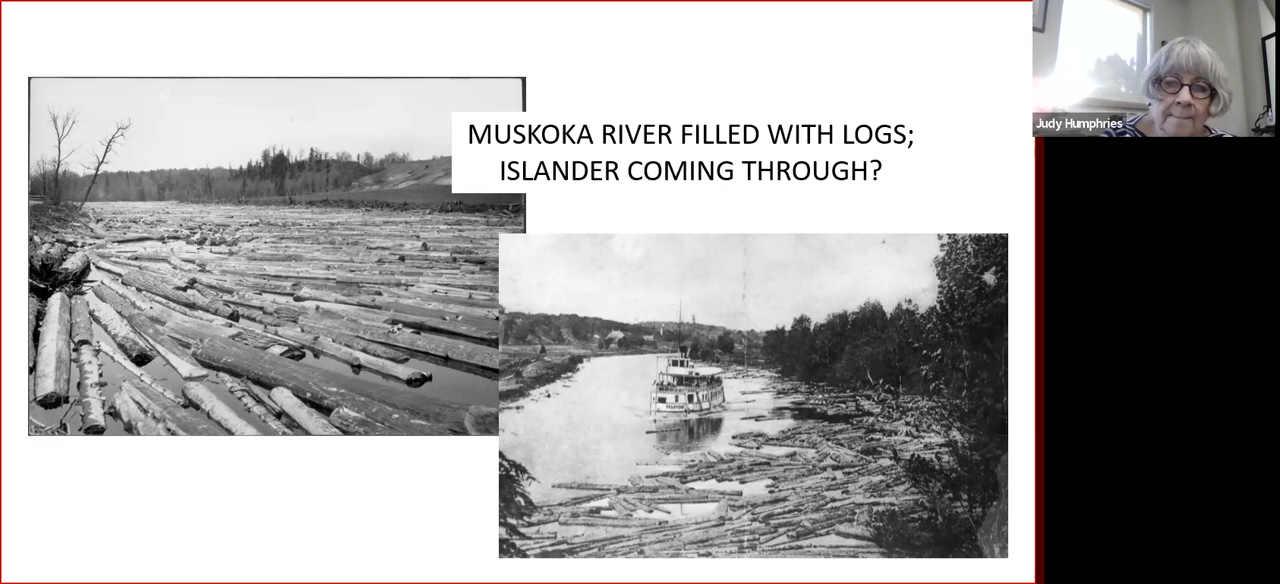 MUSKOKA RIVER FILLED WITH LOGS;
ISLANDER COMING THROUGH?
Judy Humphries